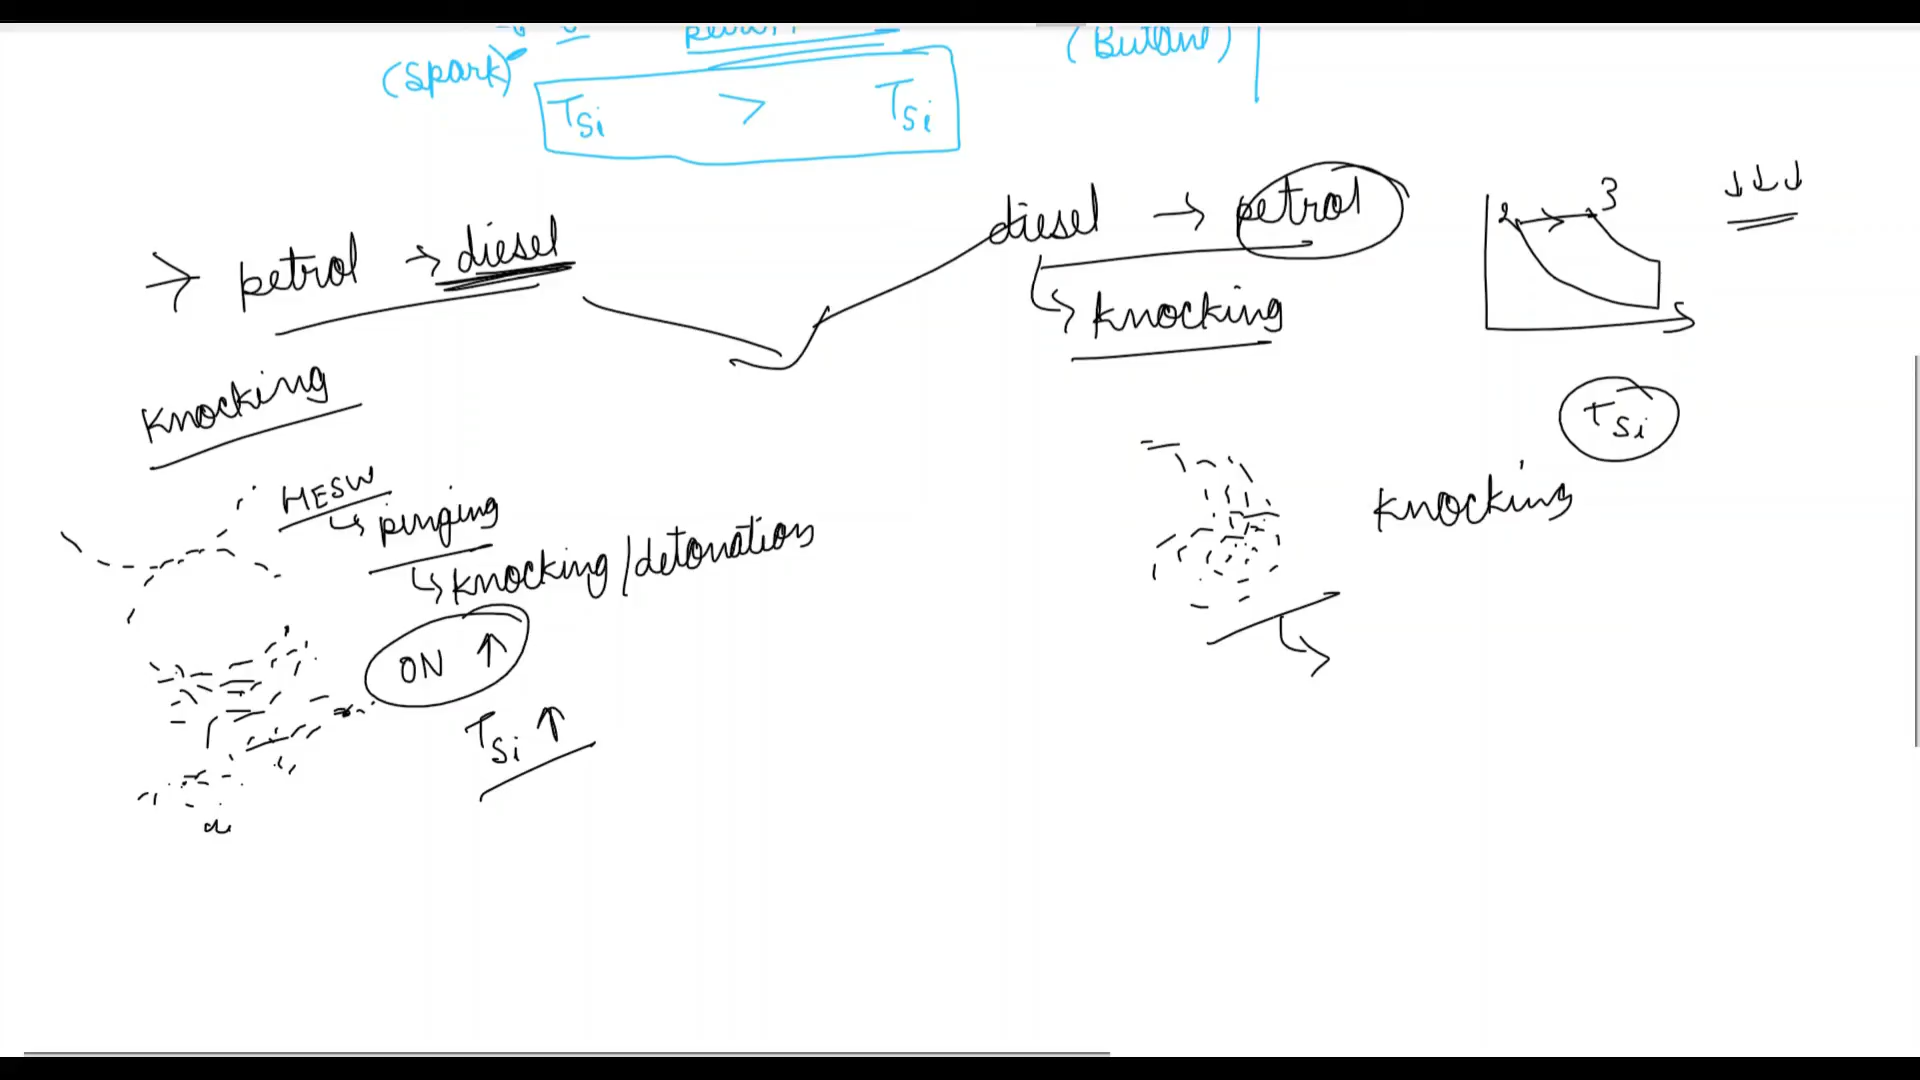 (spark) (Butane)
TSi > TSi
→ petrol → diesel
diesel → petrol
↳ knocking
2 3
↓↓↓
Knocking
TSi
HESW
↳ pinging
↳ knocking/detonation
knocking
ON ↑
TSi ↑